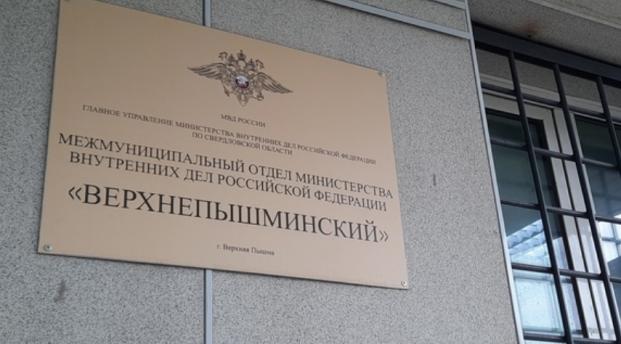 МВД РОССИИ
ГЛАВНОЕ УПРАВЛЕНИЕ МИНИСТЕРСТВА ВНУТРЕННИХ ДЕЛ РОССИЙСКОЙ ФЕДЕРАЦИИ
ПО СВЕРДЛОВСКОЙ ОБЛАСТИ
МЕЖМУНИЦИПАЛЬНЫЙ ОТДЕЛ МИНИСТЕРСТВА
ВНУТРЕННИХ ДЕЛ РОССИЙСКОЙ ФЕДЕРАЦИИ
«ВЕРХНЕПЫШМИНСКИЙ»
г. Верхняя Пышма